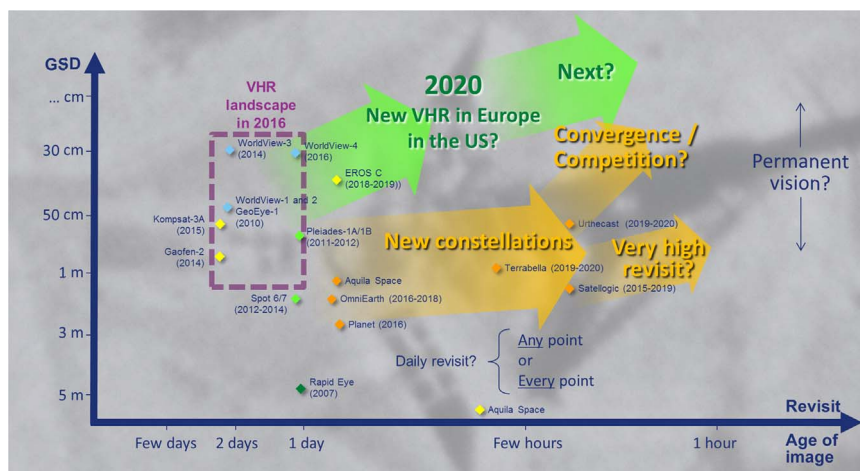 GSD
... cm
30 cm
50 cm
1 m
3 m
5 m
VHR
landscape
in 2016
WorldView-3
(2014)
WorldView-4
(2016)
EROS C
(2018-2019))
WorldView-1 and 2
GeoEye-1
(2010)
Kompsat-3A
(2015)
Pleiades-1A/1B
(2011-2012)
Gaofen-2
(2014)
Spot 6/7
(2012-2014)
Aquila Space
OmniEarth (2016-2018)
Planet (2016)
Rapid Eye
(2007)
2020
New VHR in Europe
in the US?
Next?
Convergence /
Competition?
Permanent
vision?
New constellations
Urthecast (2019-2020)
Terrabella (2019-2020)
Very high
revisit?
Satellogic (2015-2019)
Daily revisit?
Any point
or
Every point
Aquila Space
Revisit
Few days
2 days
1 day
Few hours
1 hour
Age of
image